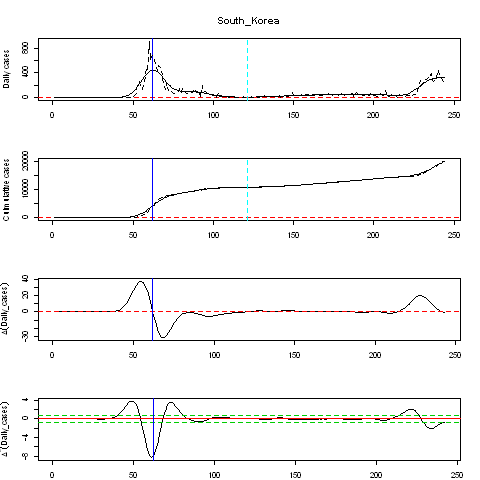 South_Korea
Daily cases
0 400 800
0 50 100 150 200 250
Cumulative cases
0 10000 20000
0 50 100 150 200 250
Δ(Daily_cases)
-30 0 20 40
0 50 100 150 200 250
Δ²(Daily_cases)
-8 -4 0 4
0 50 100 150 200 250